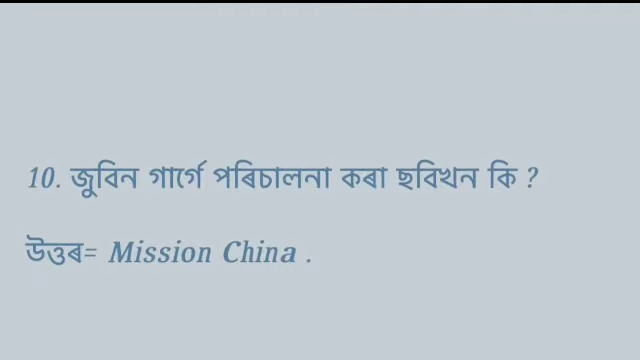 10. জুবিন গাৰ্গে পৰিচালনা কৰা ছবিখন কি ?
উত্তৰ= Mission China .